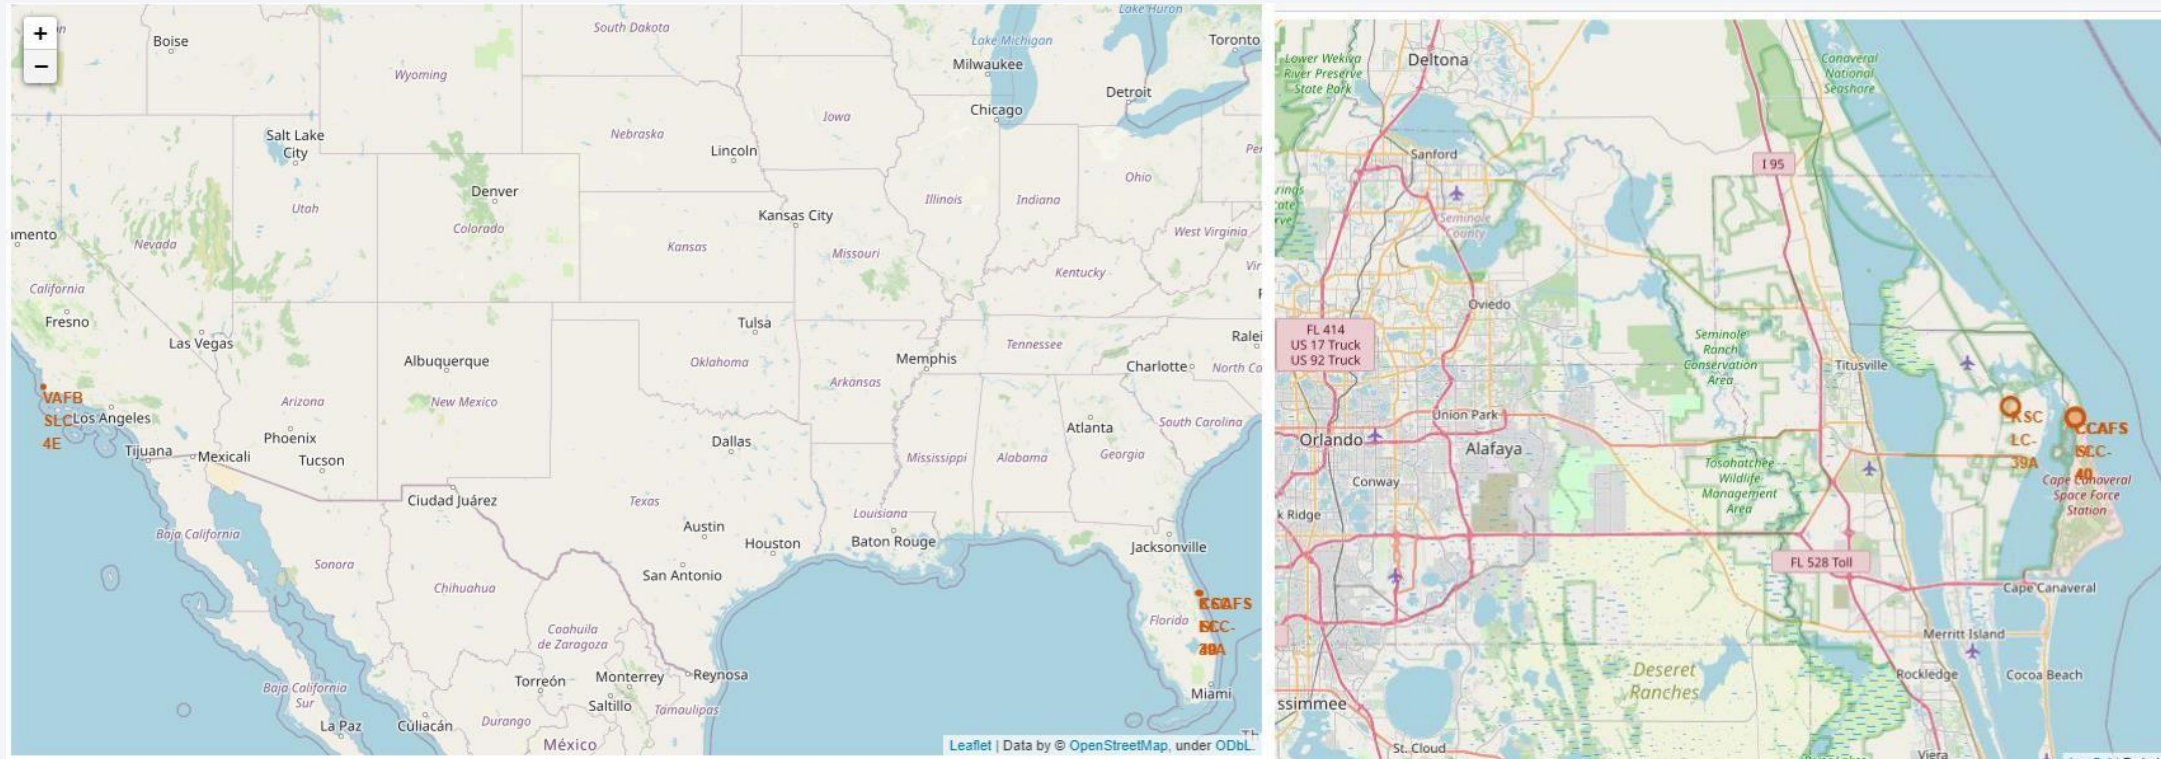 +
−
Boise
South Dakota
Lake Huron
Lake Michigan
Toronto
Wyoming
Milwaukee
Detroit
Chicago
Iowa
Salt Lake
City
Nebraska
Lincoln
Ohio
Denver
Utah
Illinois
Indiana
Kansas City
Colorado
West Virginia
Nevada
Kansas
Missouri
Kentucky
California
Fresno
Tulsa
Las Vegas
Albuquerque
Oklahoma
Memphis
Tennessee
Charlotte
Arkansas
VAFB
SLC-
4E
Los Angeles
Arizona
New Mexico
Phoenix
Tucson
Dallas
Atlanta
South Carolina
Tijuana
Mexicali
Mississippi
Alabama
Georgia
Ciudad Juárez
Texas
Louisiana
Austin
Baja California
Houston
Baton Rouge
Jacksonville
Sonora
San Antonio
Chihuahua
Florida
Coahuila
de Zaragoza
Reynosa
Torreón
Monterrey
Baja California
Sur
Saltillo
Miami
Tamaulipas
La Paz
Culiacán
Durango
México
Leaflet | Data by © OpenStreetMap, under ODbL.
Lower Wekiva
River Preserve
State Park
Deltona
Canaveral
National
Seashore
Sanford
I 95
Seminole
County
Oviedo
FL 414
US 17 Truck
US 92 Truck
Seminole
Ranch
Conservation
Area
Titusville
Union Park
Orlando
Alafaya
KSC
LC-
39A
CCAFS
Tosohatchee
Wildlife
Management
Area
Conway
Cape Canaveral
Space Force
Station
FL 528 Toll
Cape Canaveral
Merritt Island
Deseret
Ranches
Rockledge
Cocoa Beach
St. Cloud
Viera